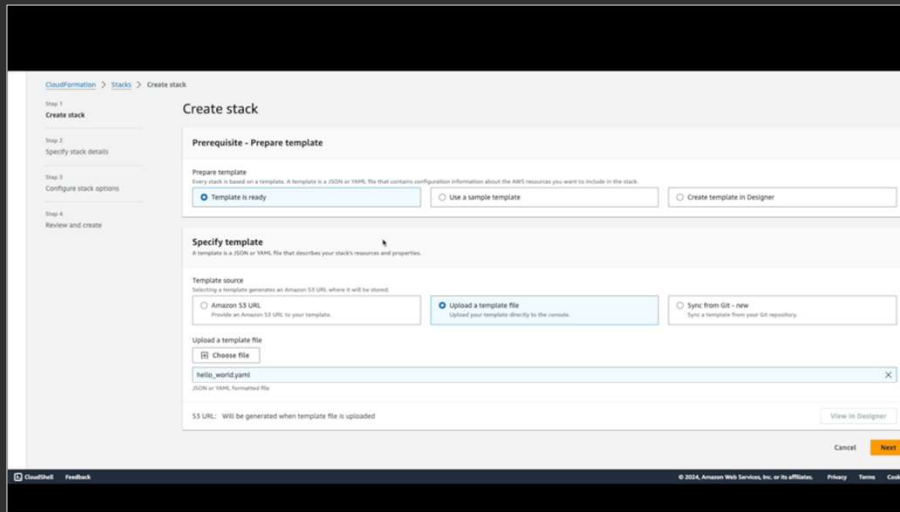 CloudFormation > Stacks > Create stack
Step 1
Create stack
Step 2
Specify stack details
Step 3
Configure stack options
Step 4
Review and create
Create stack
Prerequisite - Prepare template
Prepare template
Every stack is based on a template. A template is a JSON or YAML file that contains configuration information about the AWS resources you want to include in the stack.
Template is ready
Use a sample template
Create template in Designer
Specify template
A template is a JSON or YAML file that describes your stack's resources and properties.
Template source
Selecting a template generates an Amazon S3 URL where it will be stored.
Amazon S3 URL
Provide an Amazon S3 URL to your template.
Upload a template file
Upload your template directly to the console.
Sync from Git - new
Sync a template from your Git repository.
Upload a template file
Choose file
hello_world.yaml
JSON or YAML formatted file
S3 URL: Will be generated when template file is uploaded
View in Designer
Cancel
Next
CloudShell Feedback © 2024, Amazon Web Services, Inc. or its affiliates. Privacy Terms Cook